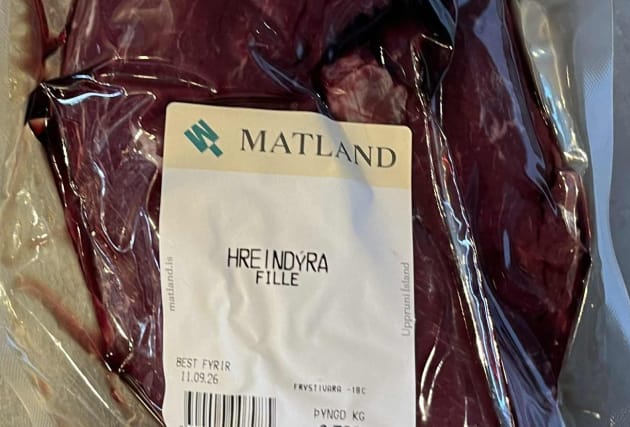 MATLAND
HREINDÝRA
FILLE
matland.is
Uppruni Ísland
BEST FYRIR
11.09.26
FRYSTIVARA -18C
ÞYNGD KG